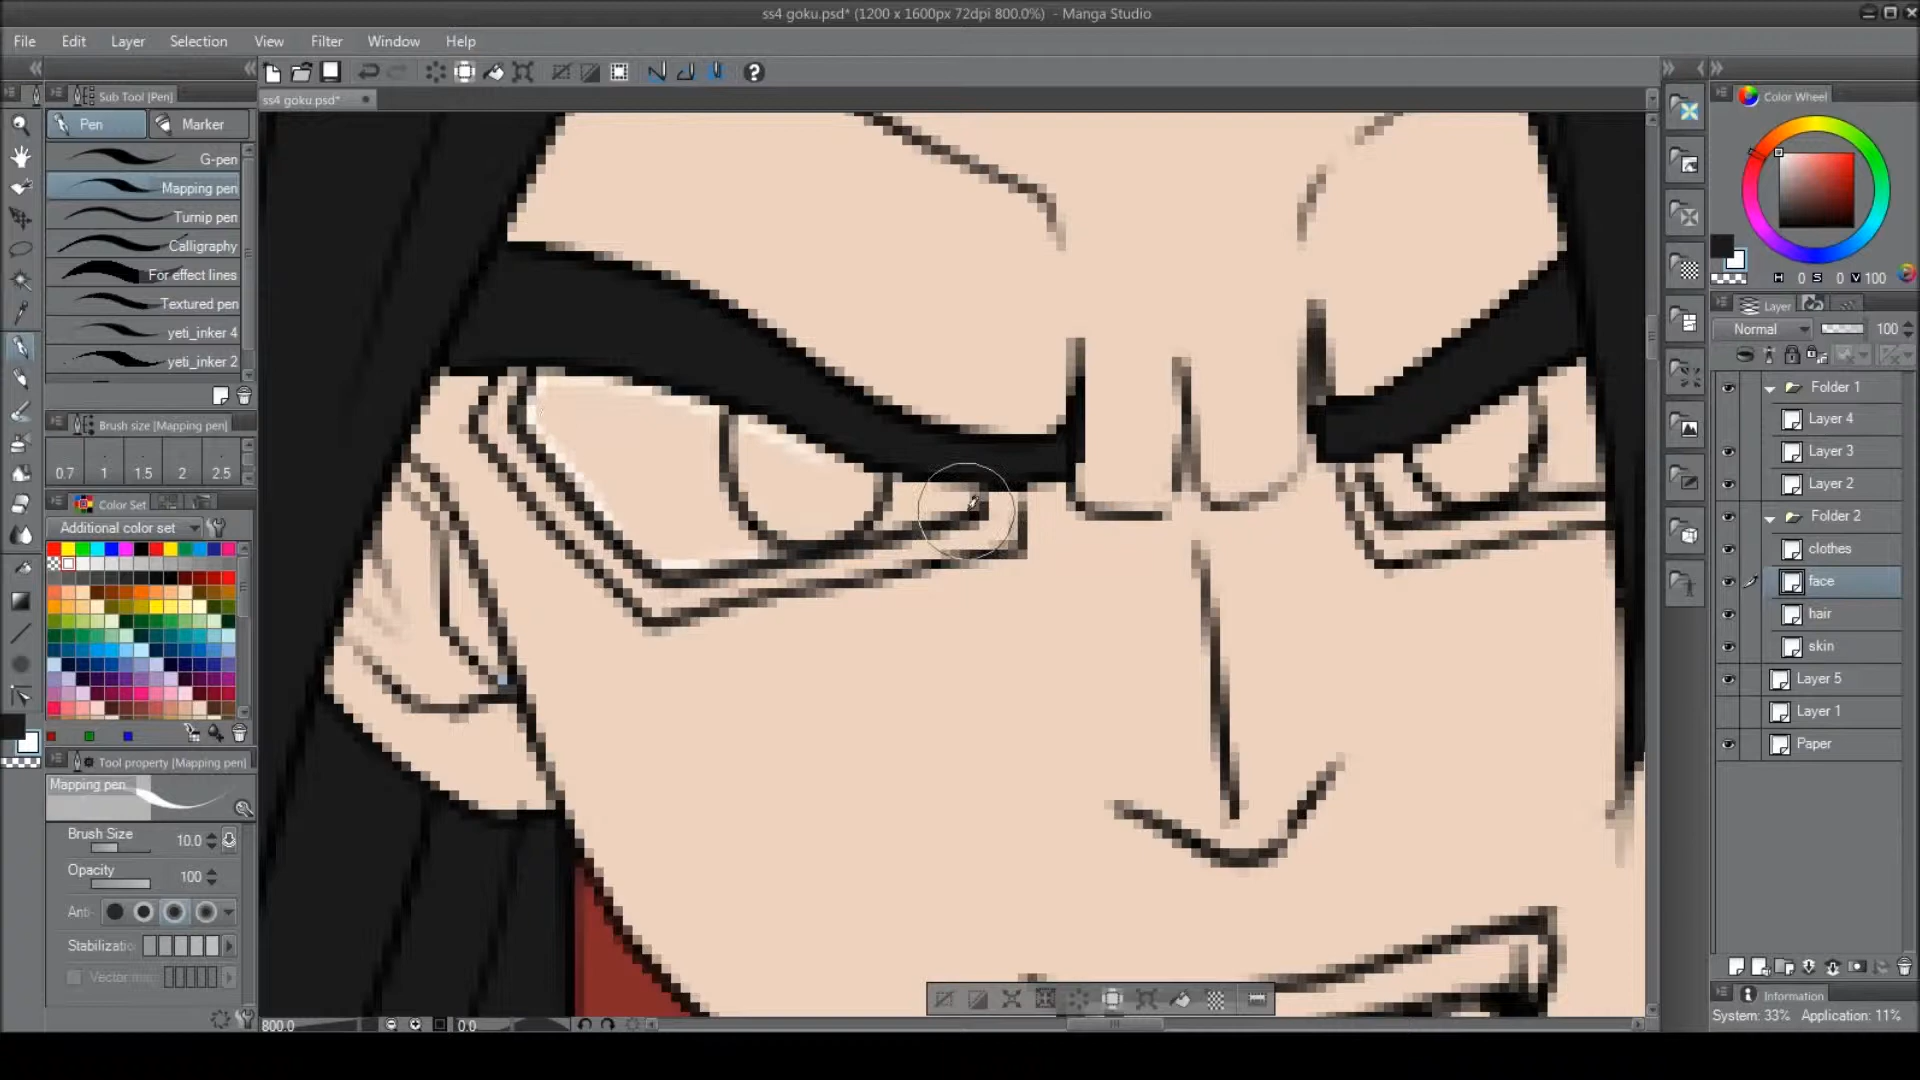 ss4 goku.psd* (1200 x 1600px 72dpi 800.0%) - Manga Studio
File Edit Layer Selection View Filter Window Help
Sub Tool [Pen]
Pen Marker
G-pen
Mapping pen
Turnip pen
Calligraphy
For effect lines
Textured pen
yeti_inker 4
yeti_inker 2
Brush size [Mapping pen]
0.7 1 1.5 2 2.5
Color Set
Additional color set
Tool property [Mapping pen]
Mapping pen
Brush Size 10.0
Opacity 100
Anti-
Stabilizatio
Vector ma
ss4 goku.psd*
800.0 0.0
Color Wheel
H 0 S 0 V 100
Layer
Normal 100
Folder 1
Layer 4
Layer 3
Layer 2
Folder 2
clothes
face
hair
skin
Layer 5
Layer 1
Paper
Information
System: 33% Application: 11%